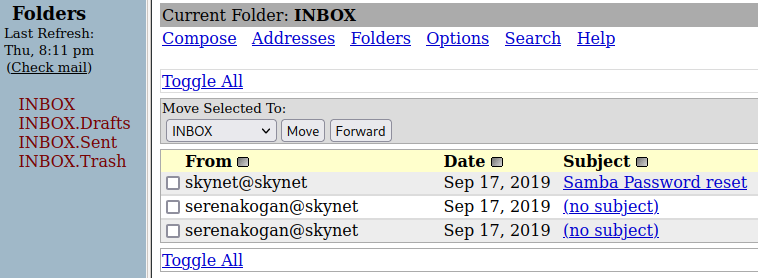 Folders
Last Refresh:
Thu, 8:11 pm
(Check mail)
INBOX
INBOX.Drafts
INBOX.Sent
INBOX.Trash
Current Folder: INBOX
Compose Addresses Folders Options Search Help
Toggle All
Move Selected To:
INBOX Move Forward
From Date Subject
skynet@skynet Sep 17, 2019 Samba Password reset
serenakogan@skynet Sep 17, 2019 (no subject)
serenakogan@skynet Sep 17, 2019 (no subject)
Toggle All